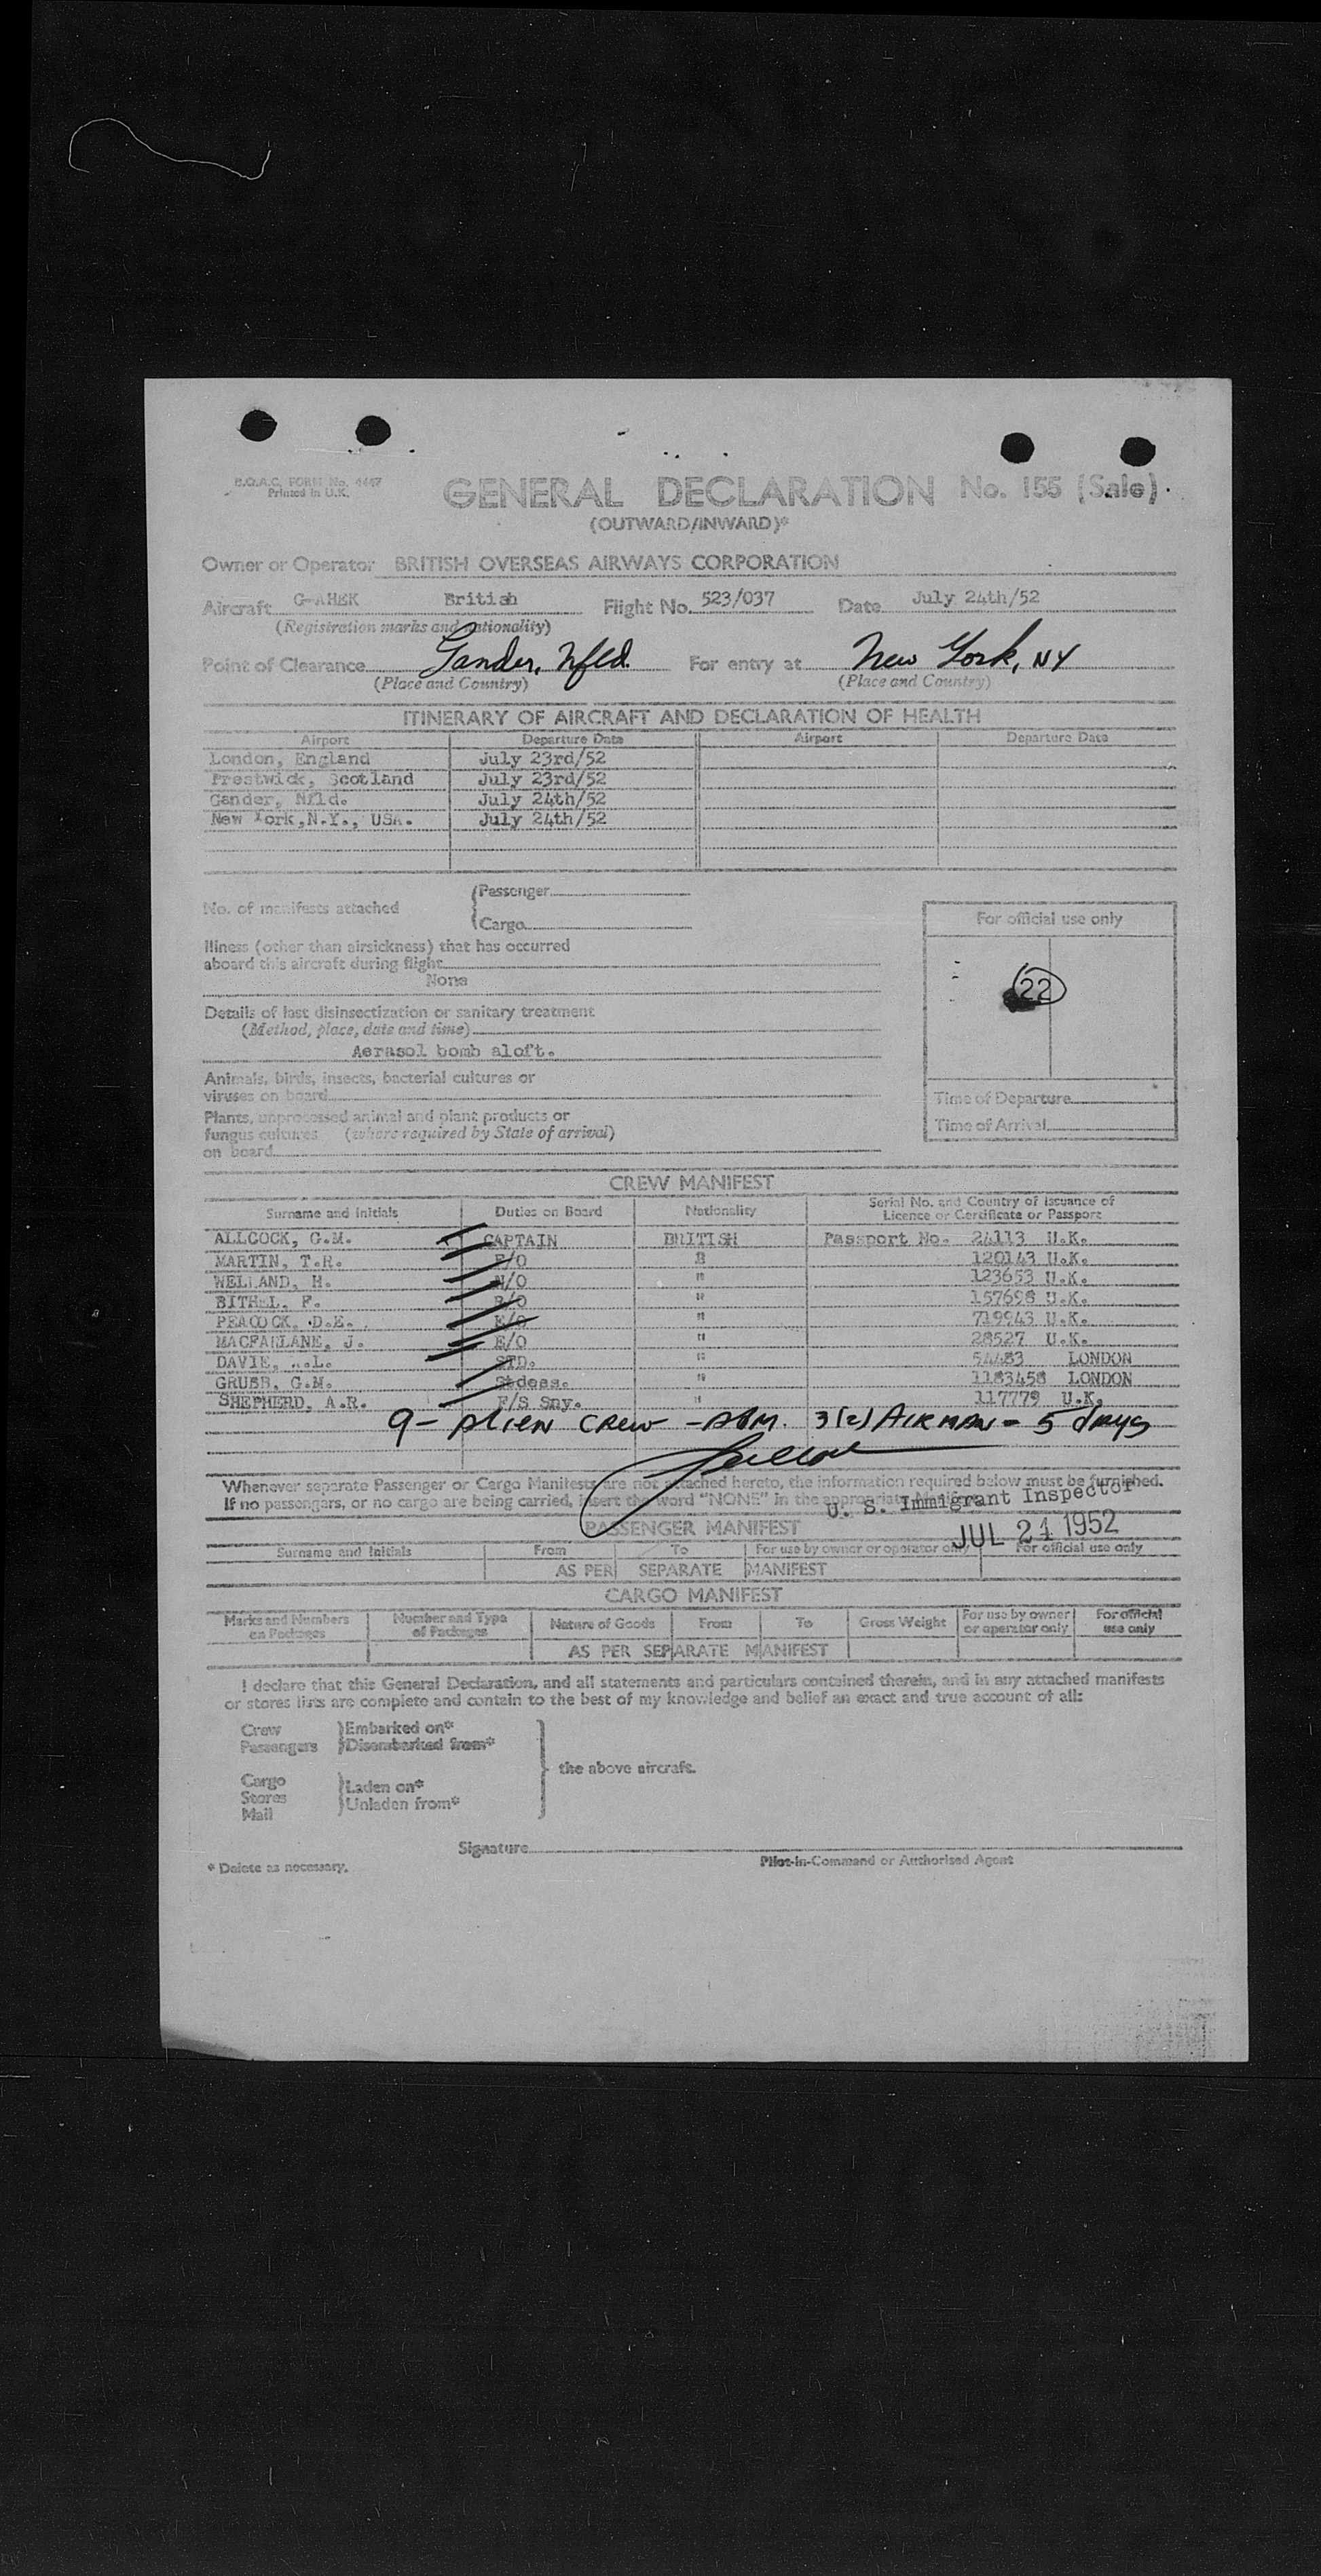 B.O.A.C. FORM No. 4467
Printed in U.K.
GENERAL DECLARATION No. 155 (Sale).
(OUTWARD/INWARD)*
Owner or Operator BRITISH OVERSEAS AIRWAYS CORPORATION
Aircraft G-AHEK British Flight No. 523/037 Date July 24th/52
(Registration marks and nationality)
Point of Clearance Gander, Nfld. For entry at New York, NY
(Place and Country) (Place and Country)
ITINERARY OF AIRCRAFT AND DECLARATION OF HEALTH
Airport Departure Date Airport Departure Date
London, England July 23rd/52
Prestwick, Scotland July 23rd/52
Gander, Nfld. July 24th/52
New York,N.Y., USA. July 24th/52
No. of manifests attached
Passenger
Cargo
For official use only
22
Illness (other than airsickness) that has occurred
aboard this aircraft during flight
None
Details of last disinsectization or sanitary treatment
(Method, place, date and time)
Aerasol bomb aloft.
Animals, birds, insects, bacterial cultures or
viruses on board
Plants, unprocessed animal and plant products or
fungus cultures (where required by State of arrival)
on board
Time of Departure
Time of Arrival
CREW MANIFEST
Surname and Initials Duties on Board Nationality Serial No. and Country of Issuance of
Licence or Certificate or Passport
ALLCOCK, G.M. CAPTAIN BRITISH Passport No. 24113 U.K.
MARTIN, T.R. F/O " 120143 U.K.
WELLAND, H. N/O " 123653 U.K.
BITHEL, F. R/O " 157698 U.K.
PEACOCK, D.E. E/O " 719943 U.K.
MACFARLANE, J. E/O " 28527 U.K.
DAVIE, .L. STD. " 54483 LONDON
GRUBB, G.M. Stdess. " 1183458 LONDON
SHEPHERD, A.R. F/S Sny. " 117779 U.K.
9 - Alien Crew - Adm. 3(2) Airman - 5 days
Whenever separate Passenger or Cargo Manifests are not attached hereto, the information required below must be furnished.
If no passengers, or no cargo are being carried, insert the word "NONE" in the appropriate
U. S. Immigrant Inspector
JUL 24 1952
PASSENGER MANIFEST
Surname and Initials From To For use by owner or operator only For official use only
AS PER SEPARATE MANIFEST
CARGO MANIFEST
Marks and Numbers on Packages Number and Type of Packages Nature of Goods From To Gross Weight For use by owner or operator only For official use only
AS PER SEPARATE MANIFEST
I declare that this General Declaration, and all statements and particulars contained therein, and in any attached manifests
or stores lists are complete and contain to the best of my knowledge and belief an exact and true account of all:
Crew Embarked on*
Passengers Disembarked from*
the above aircraft.
Cargo
Stores
Mail
Laden on*
Unladen from*
Signature
Pilot-in-Command or Authorised Agent
* Delete as necessary.